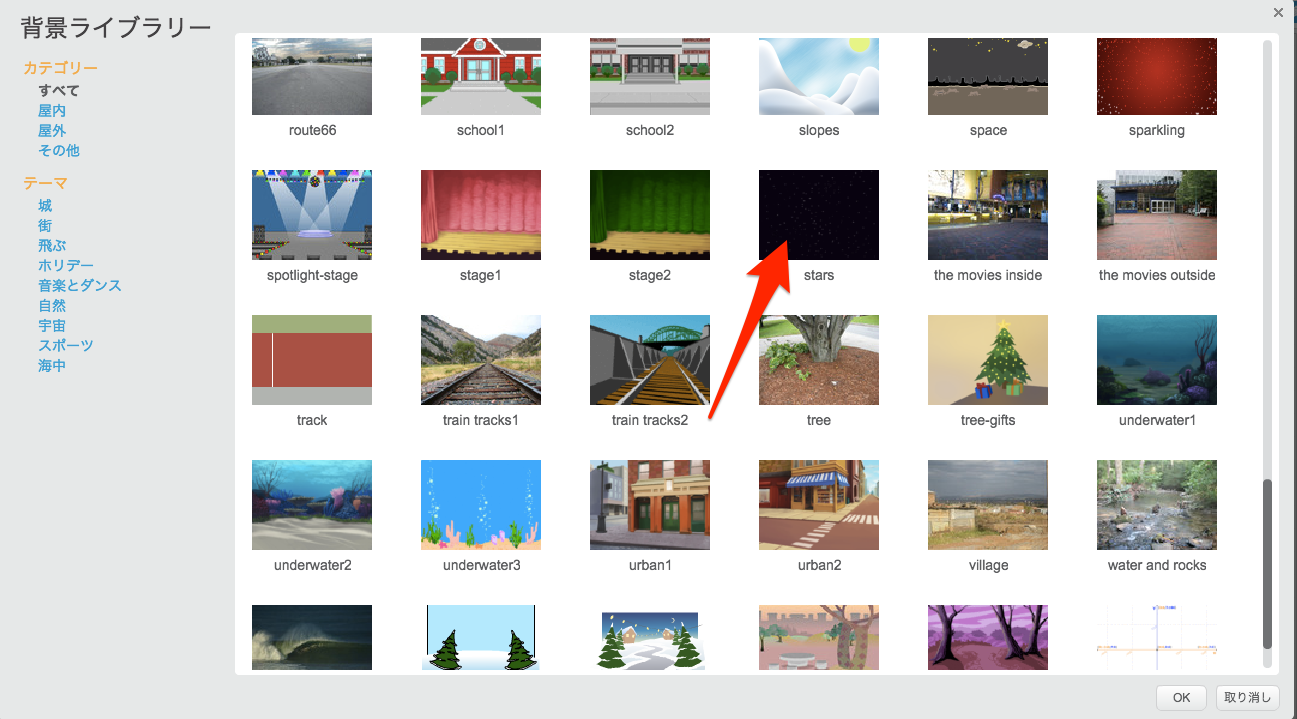 背景ライブラリー
カテゴリー
すべて
屋内
屋外
その他
テーマ
城
街
飛ぶ
ホリデー
音楽とダンス
自然
宇宙
スポーツ
海中
route66
school1
school2
slopes
space
sparkling
spotlight-stage
stage1
stage2
stars
the movies inside
the movies outside
track
train tracks1
train tracks2
tree
tree-gifts
underwater1
underwater2
underwater3
urban1
urban2
village
water and rocks
OK
取り消し